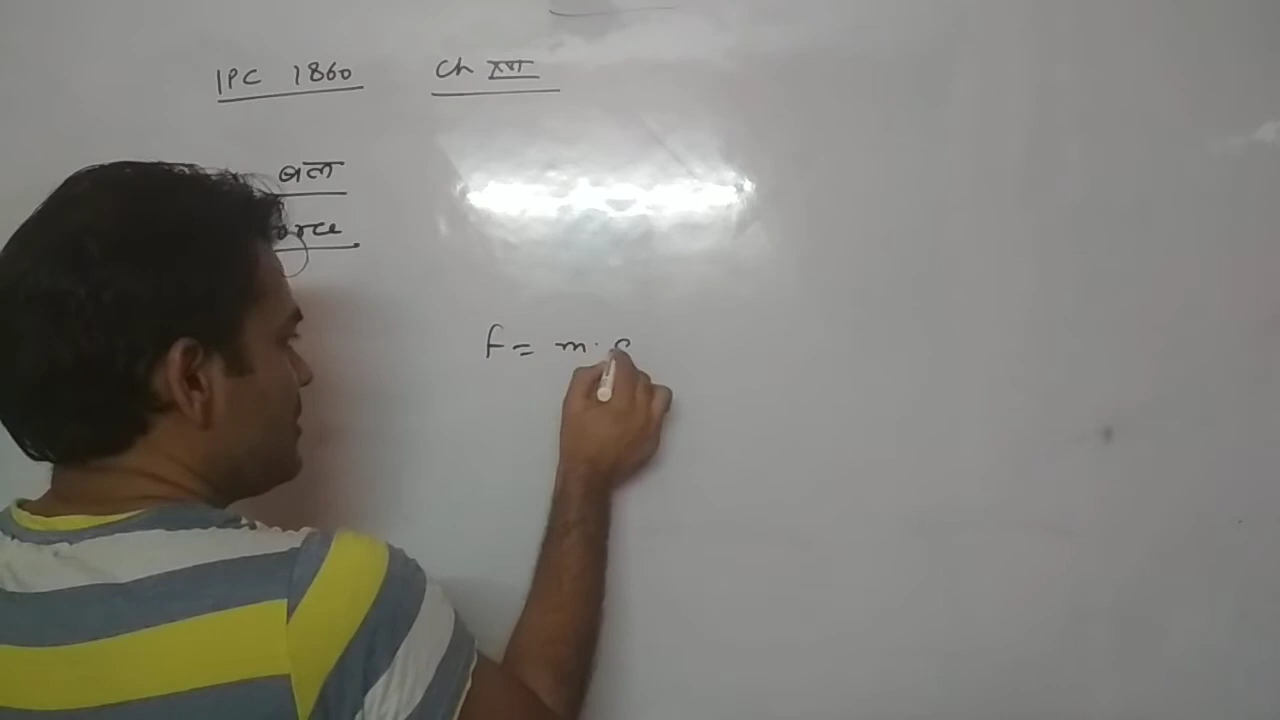 IPC 1860 Ch XVI
बल
orce
F = m.